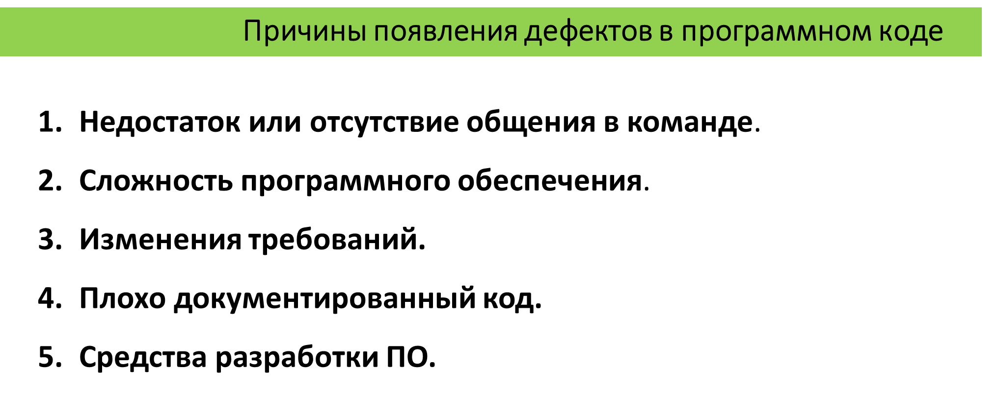 Причины появления дефектов в программном коде
1. Недостаток или отсутствие общения в команде.
2. Сложность программного обеспечения.
3. Изменения требований.
4. Плохо документированный код.
5. Средства разработки ПО.